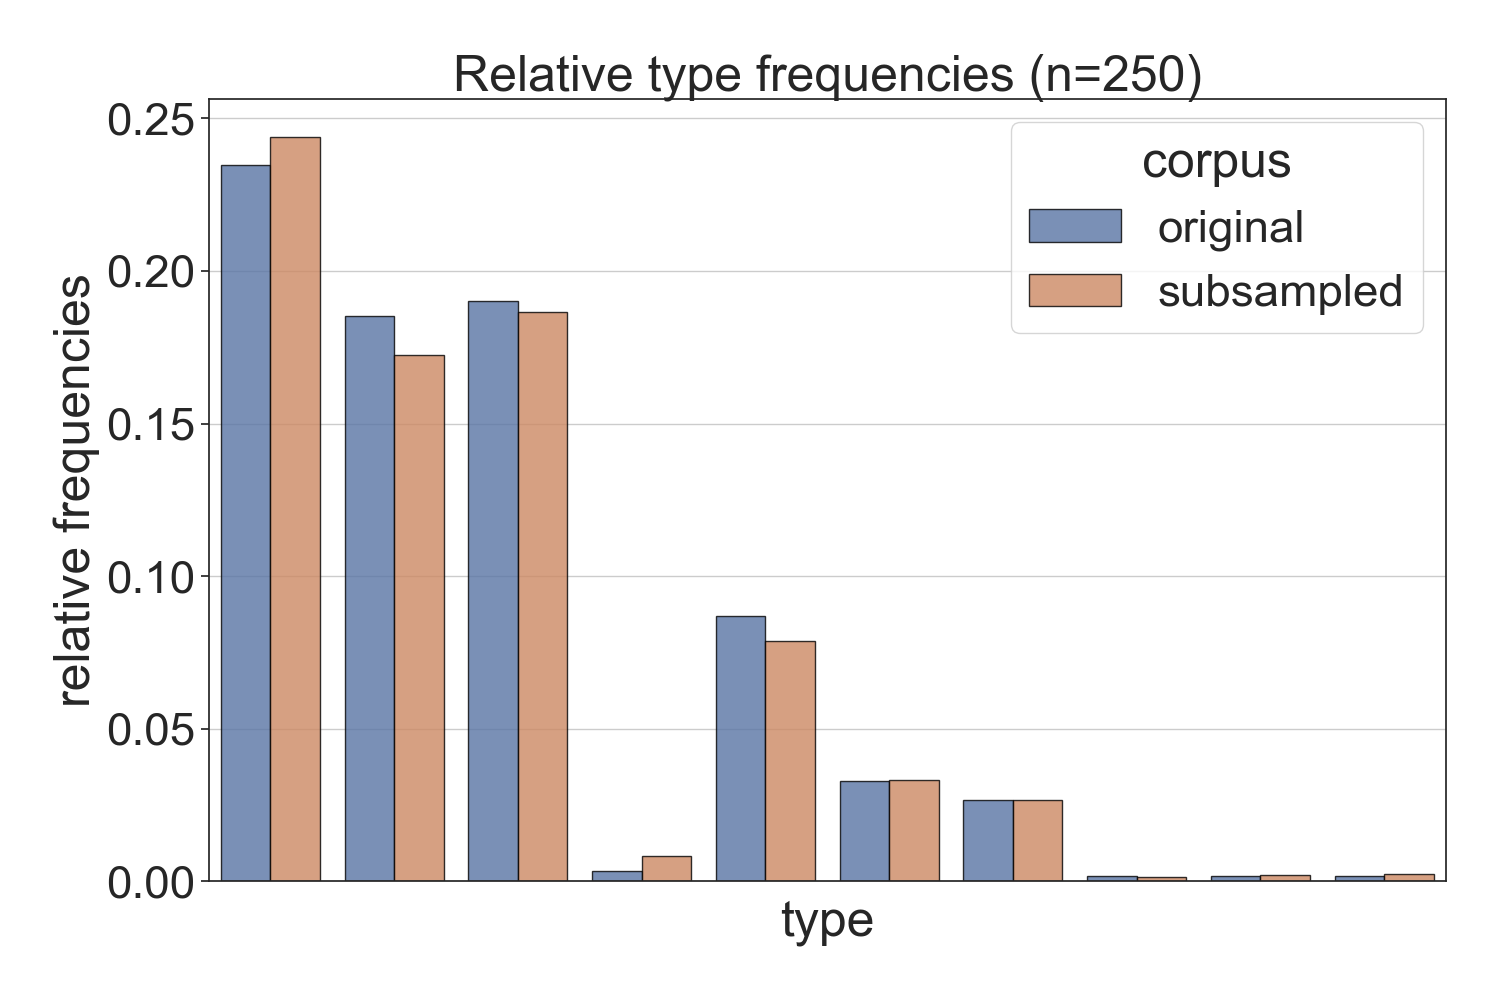 Relative type frequencies (n=250)
corpus
original
subsampled
relative frequencies
0.25
0.20
0.15
0.10
0.05
0.00
type